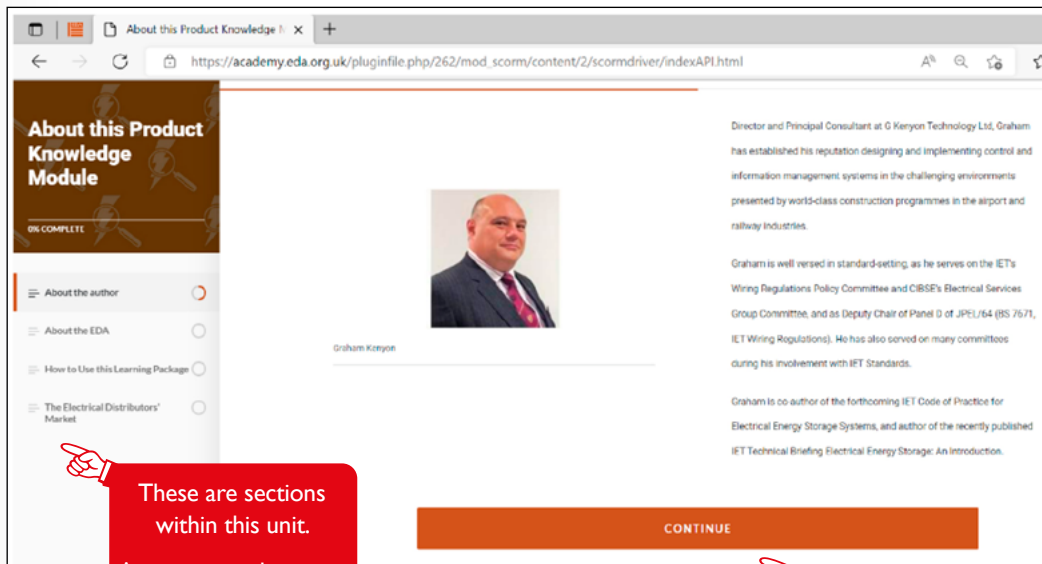 About this Product Knowledge M
https://academy.eda.org.uk/pluginfile.php/262/mod_scorm/content/2/scormdriver/indexAPI.html
About this Product
Knowledge
Module
0% COMPLETE
About the author
About the EDA
How to Use this Learning Package
The Electrical Distributors'
Market
Graham Kenyon
Director and Principal Consultant at G Kenyon Technology Ltd, Graham
has established his reputation designing and implementing control and
information management systems in the challenging environments
presented by world-class construction programmes in the airport and
railway industries.
Graham is well versed in standard-setting, as he serves on the IET's
Wiring Regulations Policy Committee and CIBSE's Electrical Services
Group Committee, and as Deputy Chair of Panel D of JPEL/64 (BS 7671,
IET Wiring Regulations). He has also served on many committees
during his involvement with IET Standards.
Graham is co-author of the forthcoming IET Code of Practice for
Electrical Energy Storage Systems, and author of the recently published
IET Technical Briefing Electrical Energy Storage: An Introduction.
These are sections
within this unit.
CONTINUE